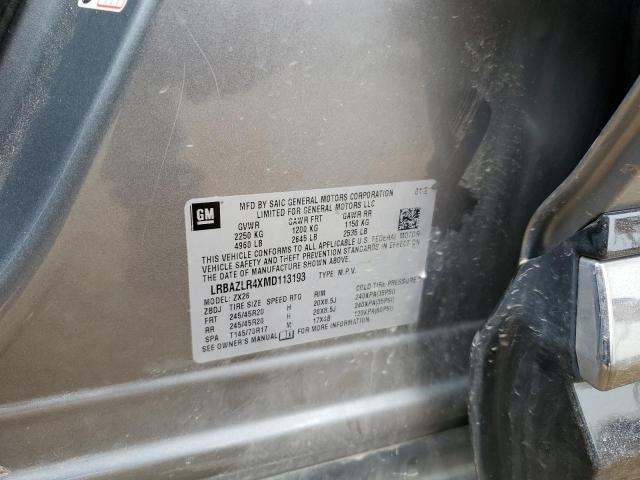 GM
MFD BY SAIC GENERAL MOTORS CORPORATION
LIMITED FOR GENERAL MOTORS LLC
GVWR GAWR FRT GAWR RR
2250 KG 1200 KG 1150 KG
4960 LB 2645 LB 2535 LB
THIS VEHICLE CONFORMS TO ALL APPLICABLE U.S. FEDERAL MOTOR
VEHICLE SAFETY, BUMPER, AND THEFT PREVENTION STANDARDS IN EFFECT ON
THE DATE OF MANUFACTURE SHOWN ABOVE.
LRBAZLR4XMD113193 TYPE: M.P.V.
MODEL: ZX26
ZBDJ TIRE SIZE SPEED RTG RIM COLD TIRE PRESSURE
FRT 245/45R20 H 20X8.5J 240KPA(35PSI)
RR 245/45R20 H 20X8.5J 240KPA(35PSI)
SPA T145/70R17 M 17X4B
SEE OWNER'S MANUAL FOR MORE INFORMATION.